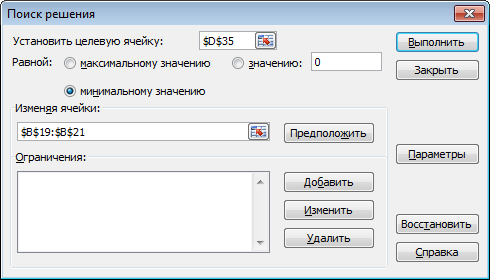 Поиск решения
Установить целевую ячейку: $D$35 Выполнить
Равной: максимальному значению значению: 0 Закрыть
минимальному значению
Изменяя ячейки:
$B$19:$B$21 Предположить
Ограничения: Параметры
Добавить
Изменить
Восстановить
Удалить
Справка